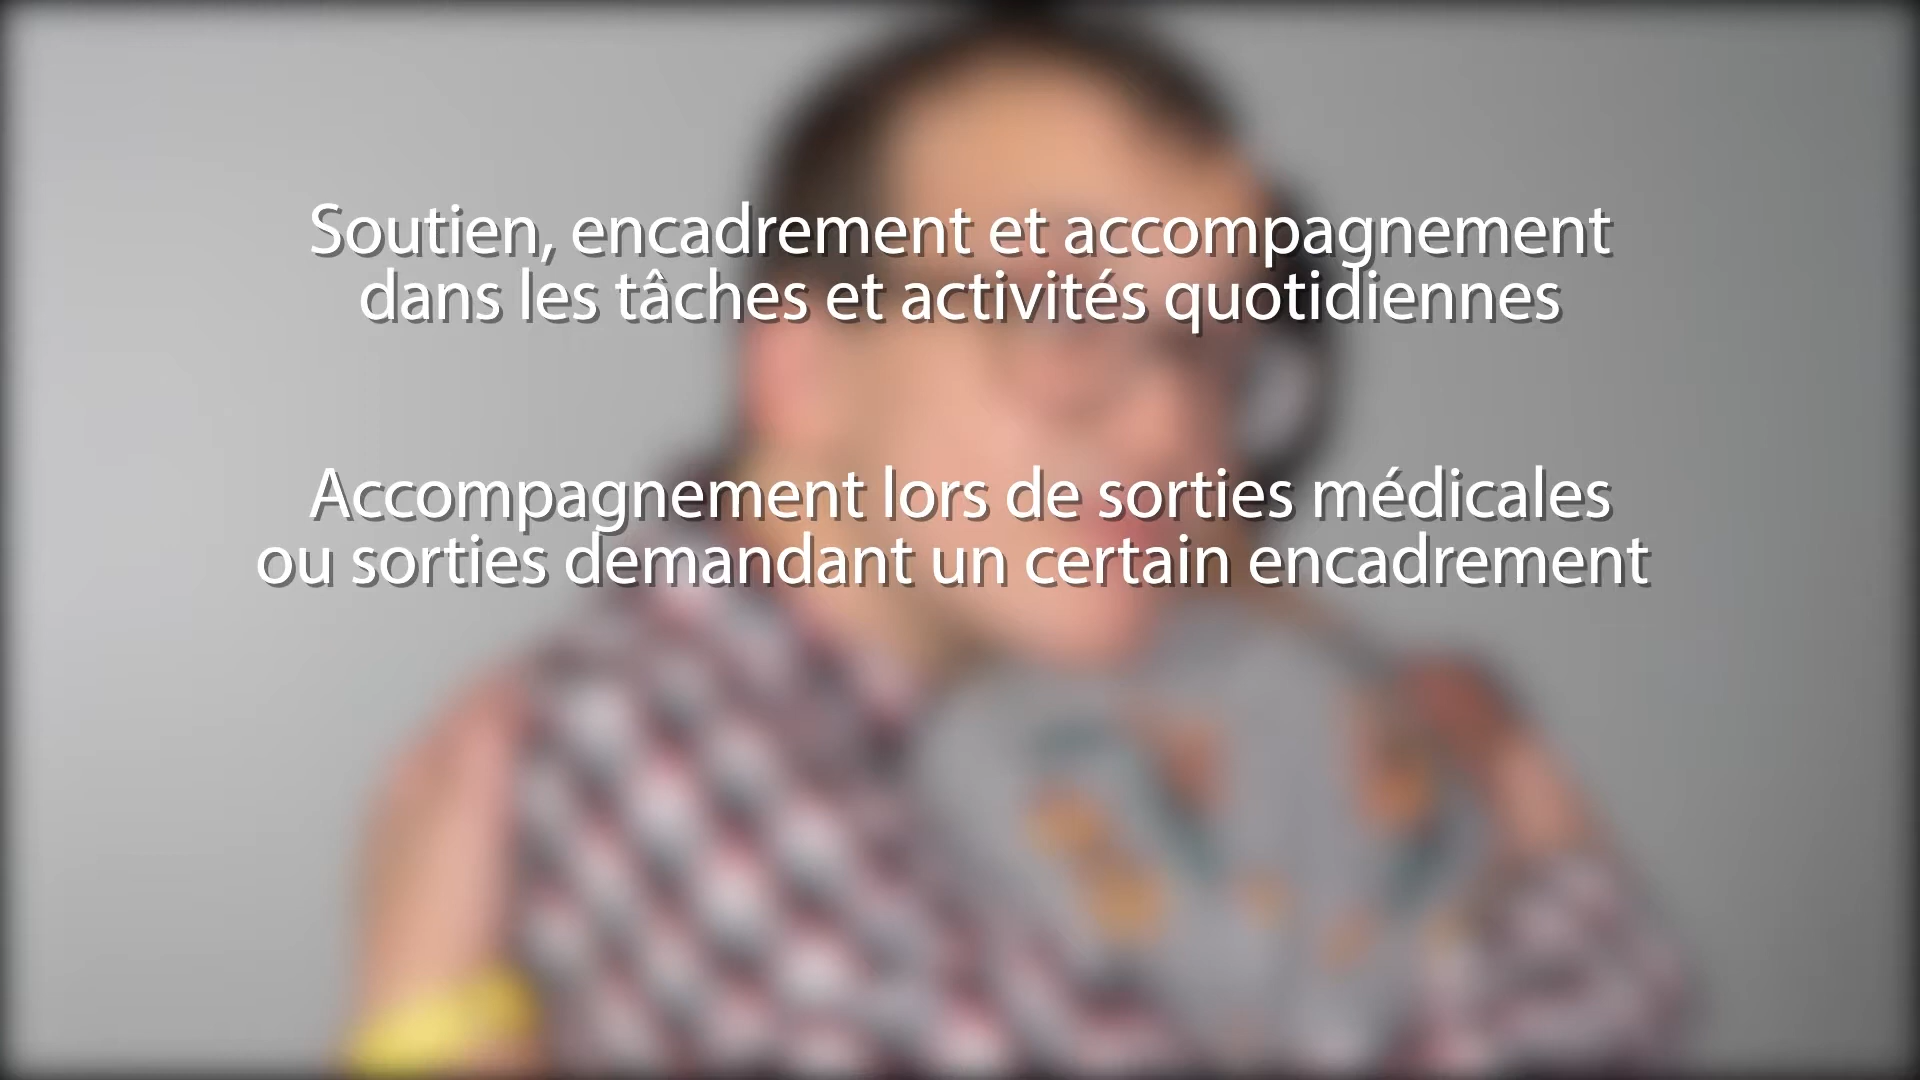 Soutien, encadrement et accompagnement
dans les tâches et activités quotidiennes
Accompagnement lors de sorties médicales
ou sorties demandant un certain encadrement